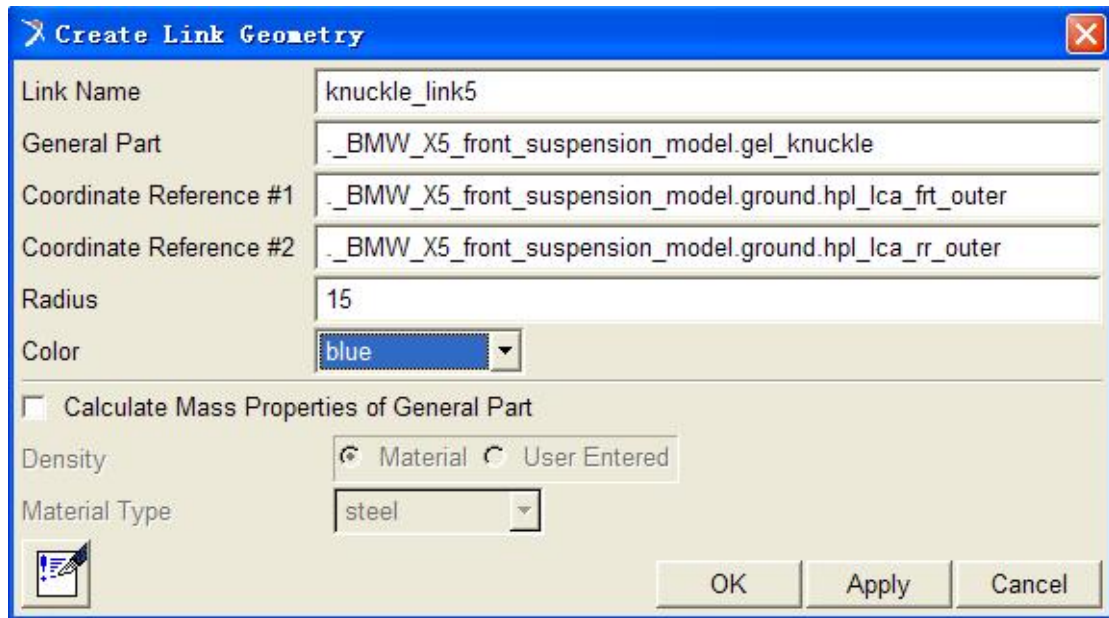 Create Link Geometry
Link Name knuckle_link5
General Part ._BMW_X5_front_suspension_model.gel_knuckle
Coordinate Reference #1 ._BMW_X5_front_suspension_model.ground.hpl_lca_frt_outer
Coordinate Reference #2 ._BMW_X5_front_suspension_model.ground.hpl_lca_rr_outer
Radius 15
Color blue
Calculate Mass Properties of General Part
Density Material User Entered
Material Type steel
OK Apply Cancel